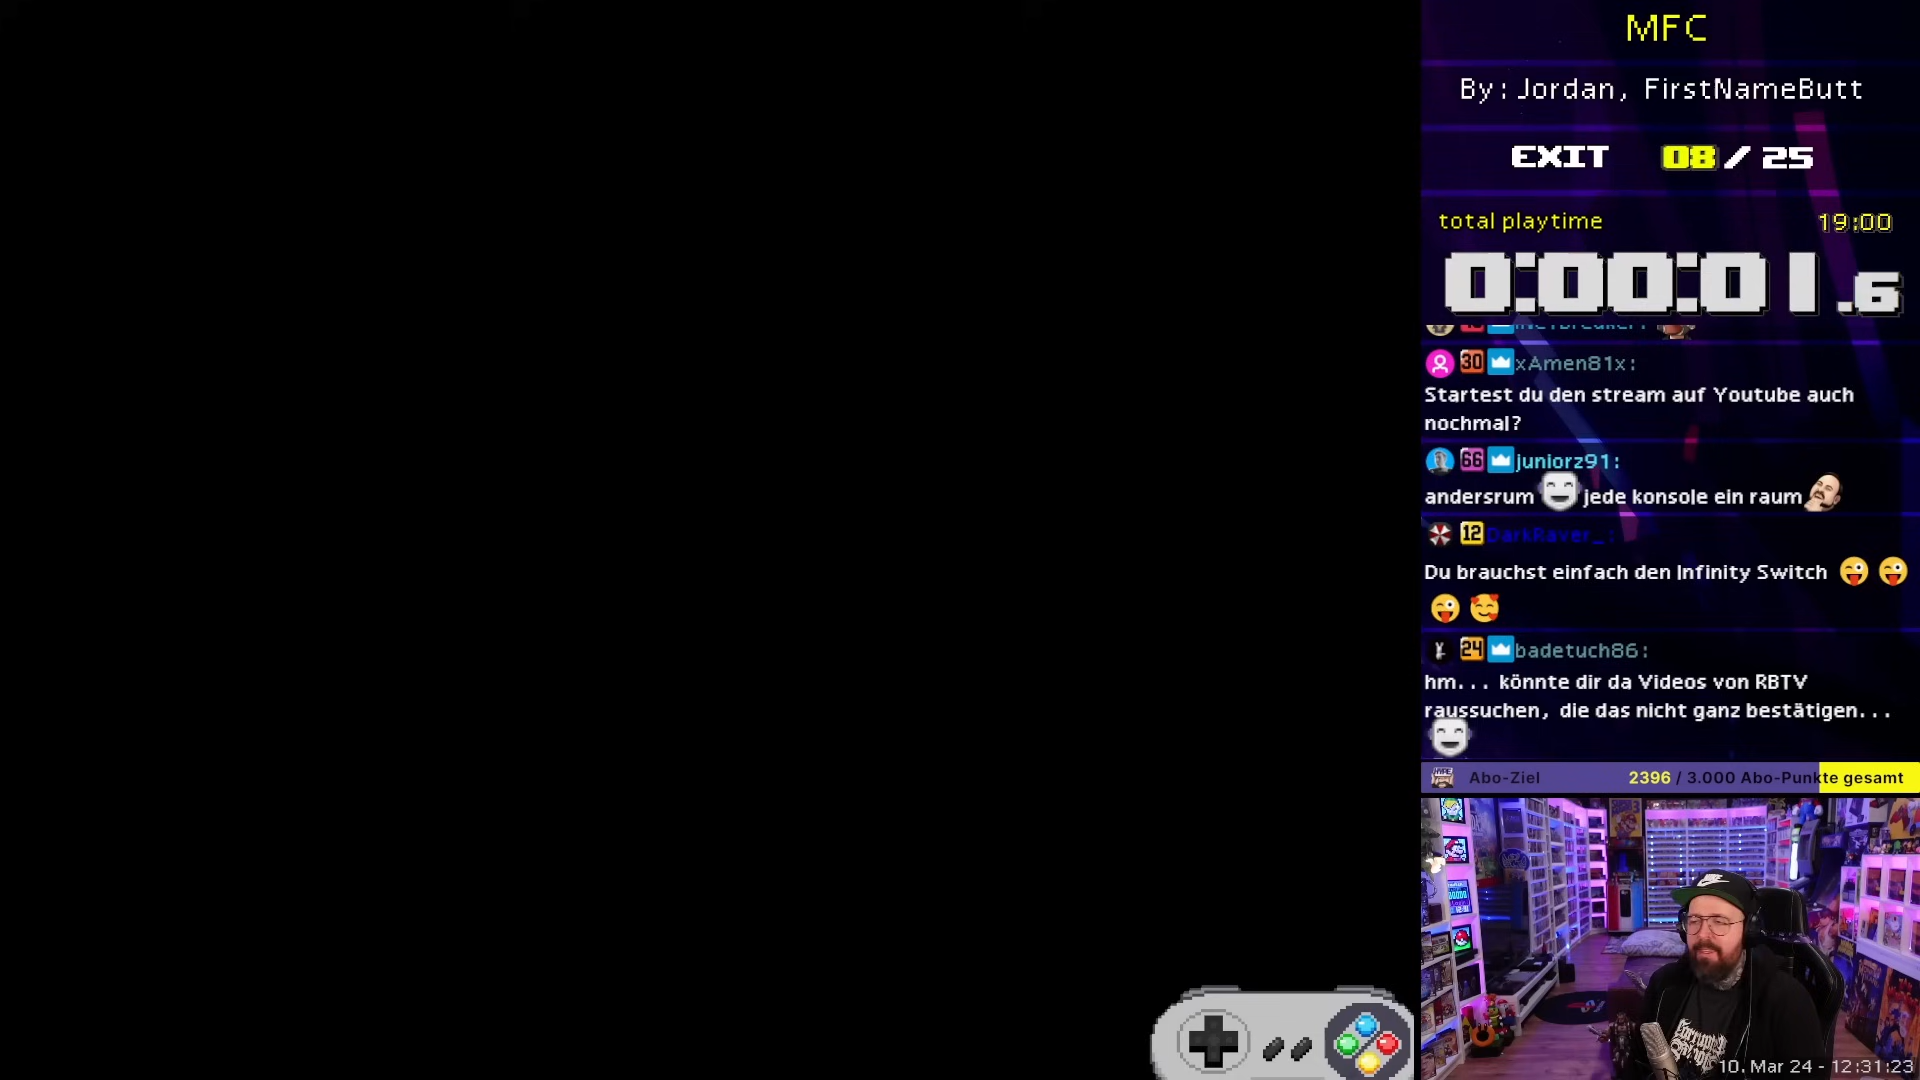 MFC
By: Jordan, FirstNameButt
EXIT 08 / 25
total playtime 19:00
0:00:01.6
30 xAmen81x:
Startest du den stream auf Youtube auch
nochmal?
66 juniorz91:
andersrum jede konsole ein raum
12 DarkRaver_:
Du brauchst einfach den Infinity Switch
24 badetuch86:
hm... könnte dir da Videos von RBTV
raussuchen, die das nicht ganz bestätigen...
Abo-Ziel 2396 / 3.000 Abo-Punkte gesamt
10. Mar 24 - 12:31:23